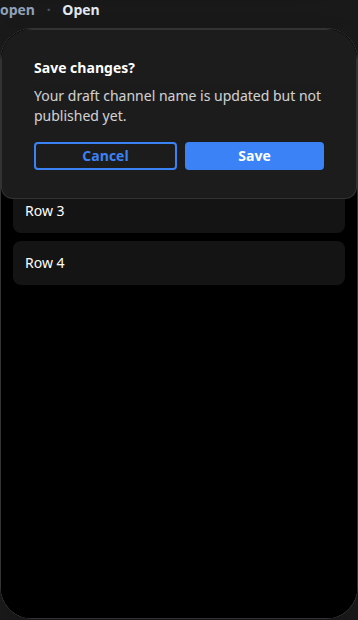 open · Open
Save changes?
Your draft channel name is updated but not
published yet.
Cancel
Save
Row 3
Row 4